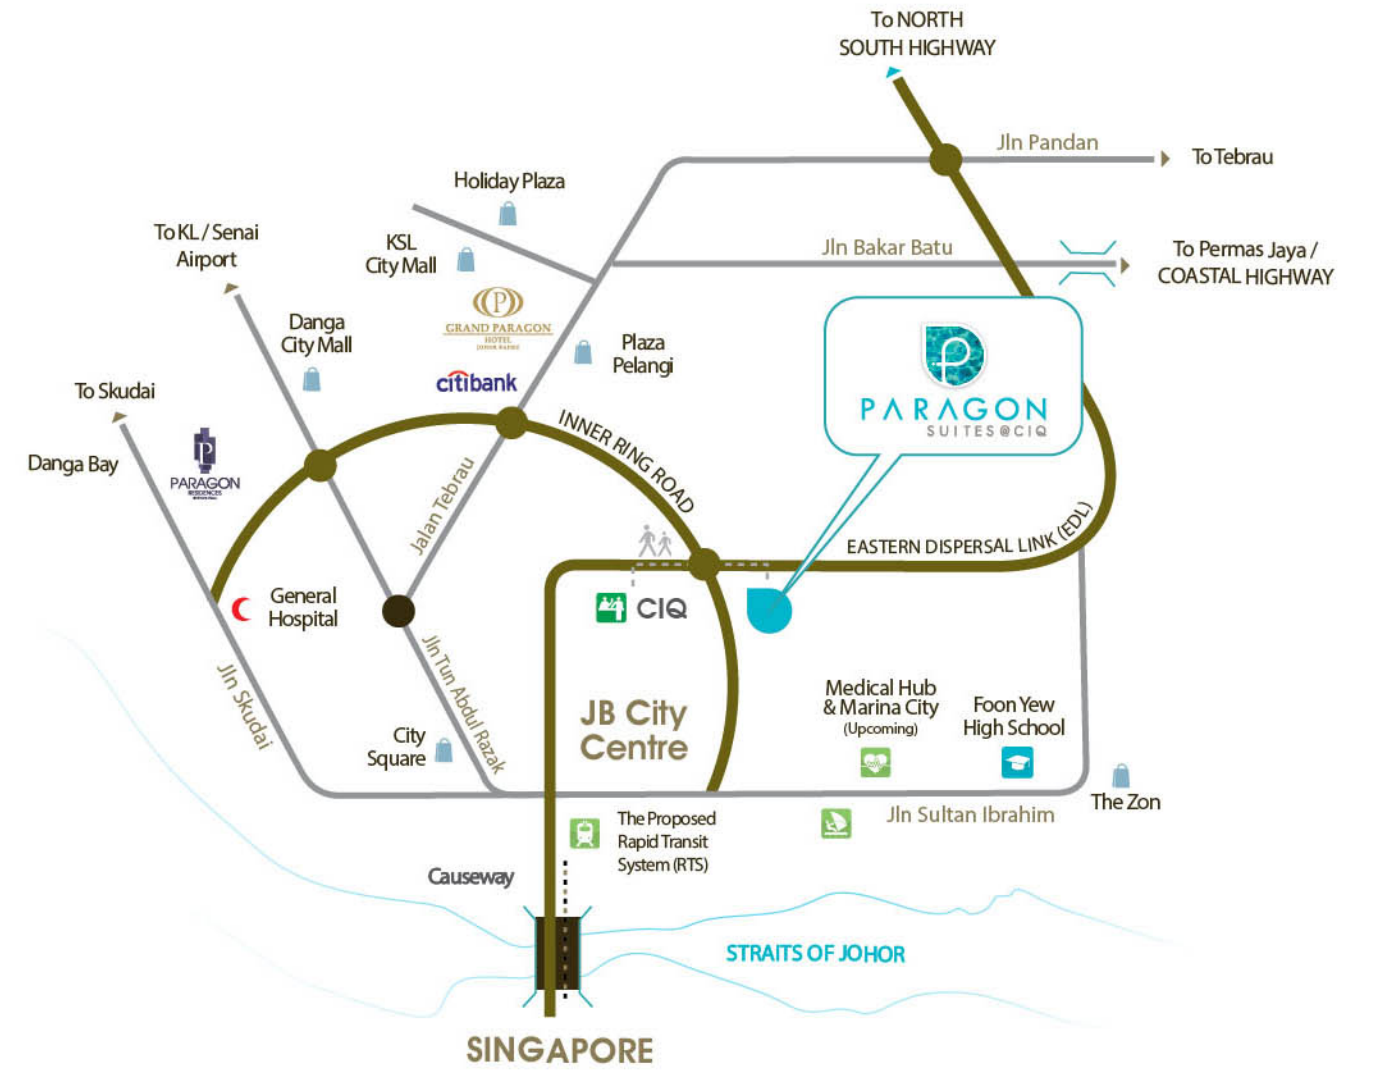 To NORTH
SOUTH HIGHWAY
Jln Pandan
To Tebrau
Holiday Plaza
To KL / Senai
Airport
KSL
City Mall
Jln Bakar Batu
To Permas Jaya /
COASTAL HIGHWAY
GRAND PARAGON
HOTEL
JOHOR BAHRU
Danga
City Mall
Plaza
Pelangi
P
PARAGON
SUITES@CIQ
citibank
To Skudai
Danga Bay
P
PARAGON
RESIDENCES
INNER RING ROAD
Jalan Tebrau
EASTERN DISPERSAL LINK (EDL)
General
Hospital
CIQ
Jln Skudai
Jln Tun Abdul Razak
JB City
Centre
Medical Hub
& Marina City
(Upcoming)
Foon Yew
High School
City
Square
The Zon
Jln Sultan Ibrahim
The Proposed
Rapid Transit
System (RTS)
Causeway
STRAITS OF JOHOR
SINGAPORE